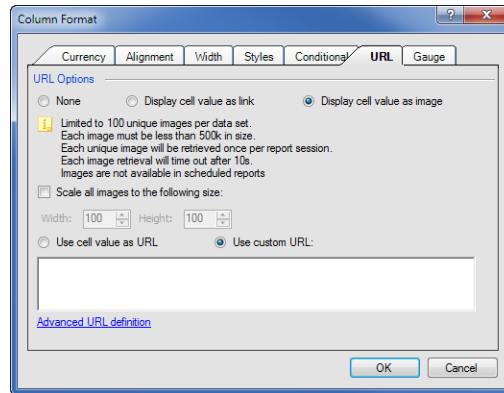 Column Format
Currency Alignment Width Styles Conditional URL Gauge
URL Options
None Display cell value as link Display cell value as image
Limited to 100 unique images per data set.
Each image must be less than 500k in size.
Each unique image will be retrieved once per report session.
Each image retrieval will time out after 10s.
Images are not available in scheduled reports
Scale all images to the following size:
Width: 100 Height: 100
Use cell value as URL Use custom URL:
Advanced URL definition
OK Cancel